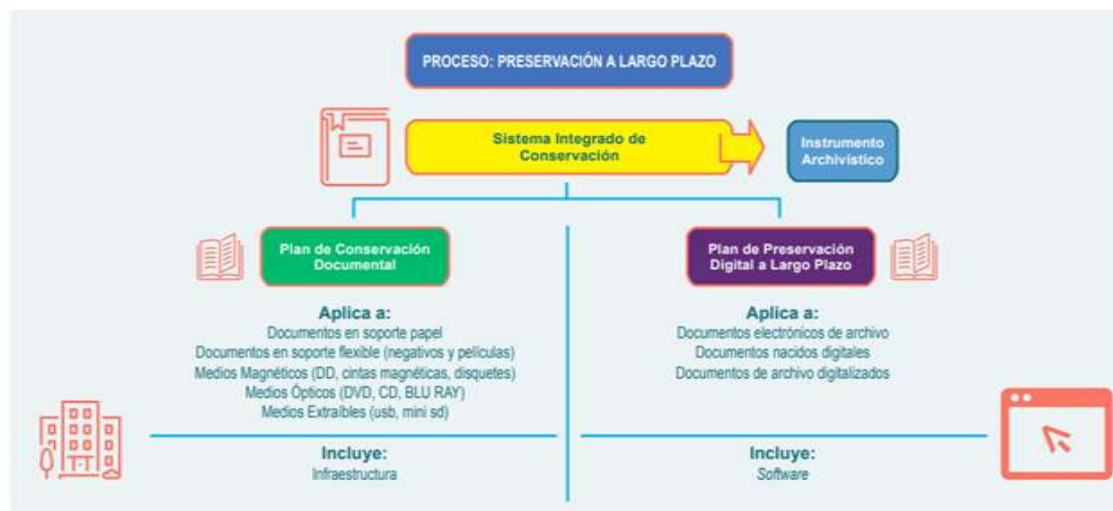 PROCESO: PRESERVACIÓN A LARGO PLAZO
Sistema Integrado de
Conservación
Instrumento
Archivístico
Plan de Conservación
Documental
Aplica a:
Documentos en soporte papel
Documentos en soporte flexible (negativos y películas)
Medios Magnéticos (DD, cintas magnéticas, disquetes)
Medios Ópticos (DVD, CD, BLU RAY)
Medios Extraíbles (usb, mini sd)
Incluye:
Infraestructura
Plan de Preservación
Digital a Largo Plazo
Aplica a:
Documentos electrónicos de archivo
Documentos nacidos digitales
Documentos de archivo digitalizados
Incluye:
Software